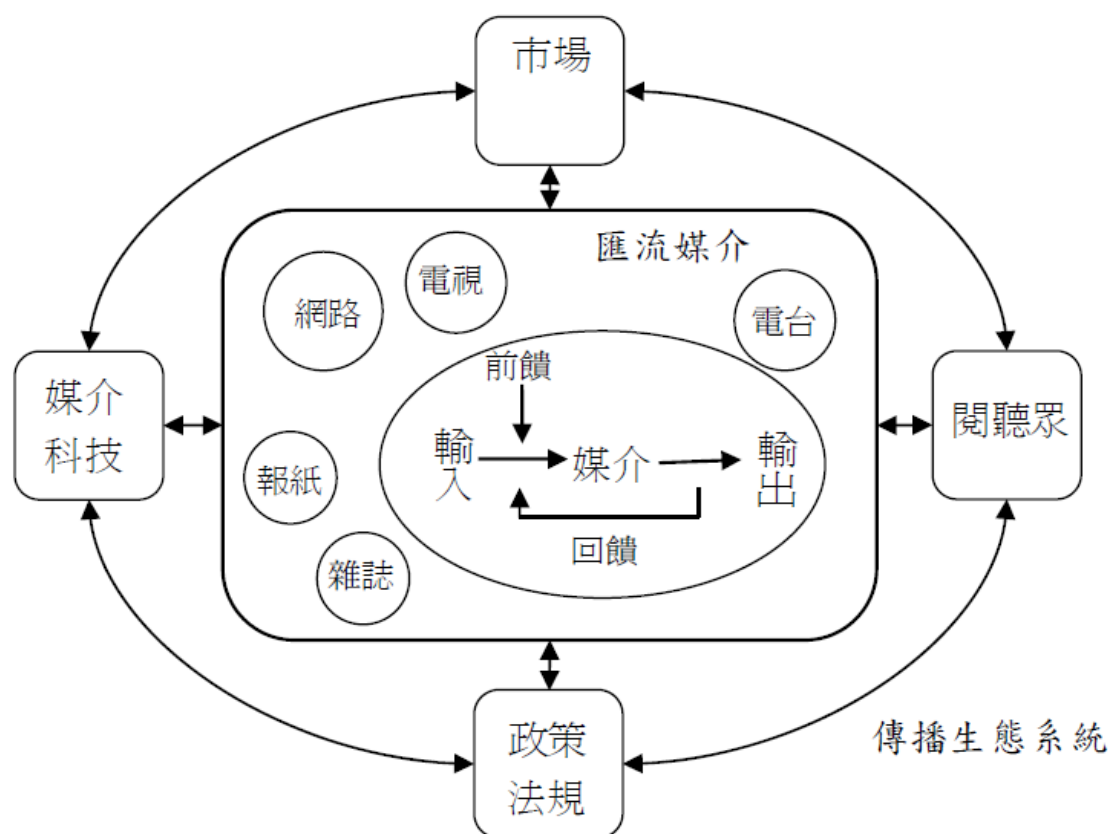 市場
匯流媒介
電視
網路
電台
前饋
媒介
科技
閱聽眾
輸入
媒介
輸出
報紙
回饋
雜誌
政策
法規
傳播生態系統